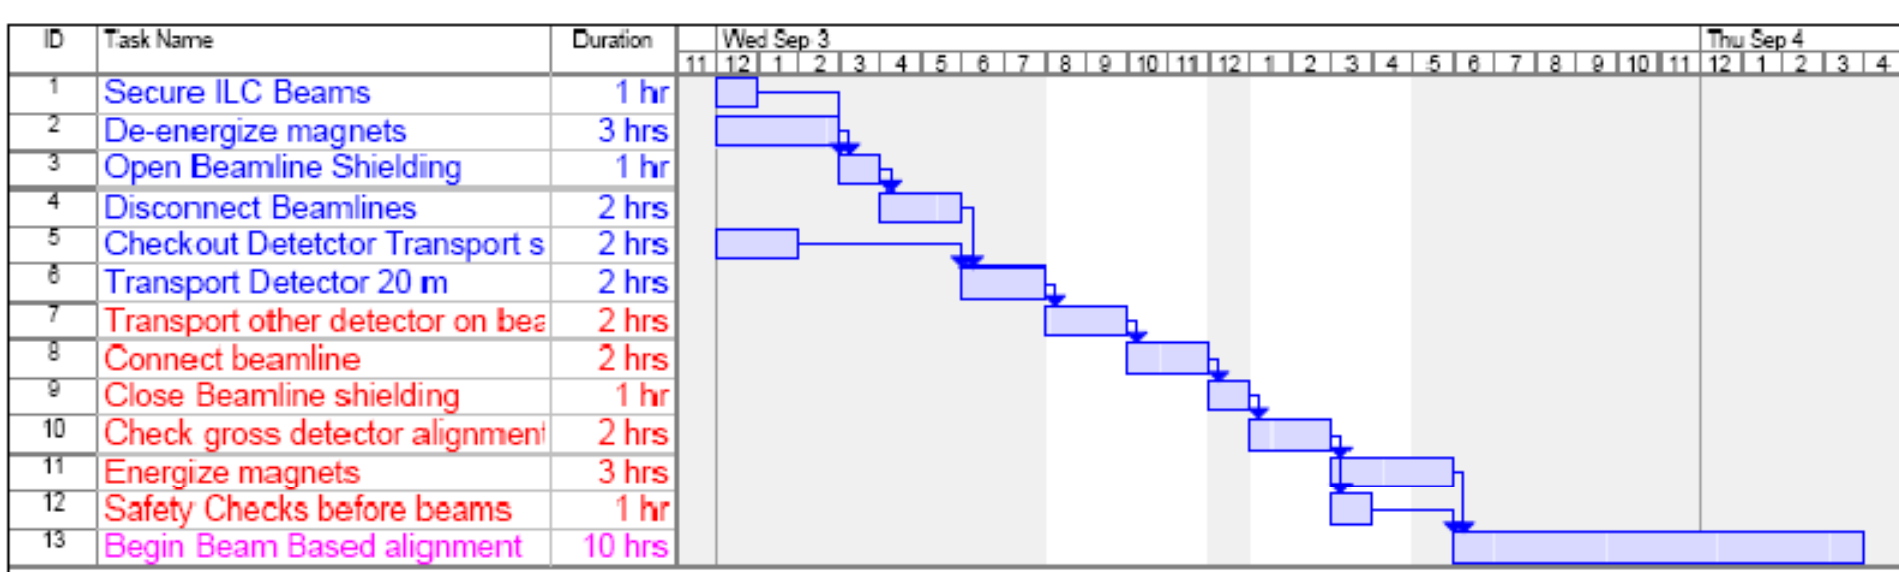 ID Task Name Duration Wed Sep 3 Thu Sep 4
11 12 1 2 3 4 5 6 7 8 9 10 11 12 1 2 3 4 5 6 7 8 9 10 11 12 1 2 3 4
1 Secure ILC Beams 1 hr
2 De-energize magnets 3 hrs
3 Open Beamline Shielding 1 hr
4 Disconnect Beamlines 2 hrs
5 Checkout Detetctor Transport s 2 hrs
6 Transport Detector 20 m 2 hrs
7 Transport other detector on bea 2 hrs
8 Connect beamline 2 hrs
9 Close Beamline shielding 1 hr
10 Check gross detector alignment 2 hrs
11 Energize magnets 3 hrs
12 Safety Checks before beams 1 hr
13 Begin Beam Based alignment 10 hrs